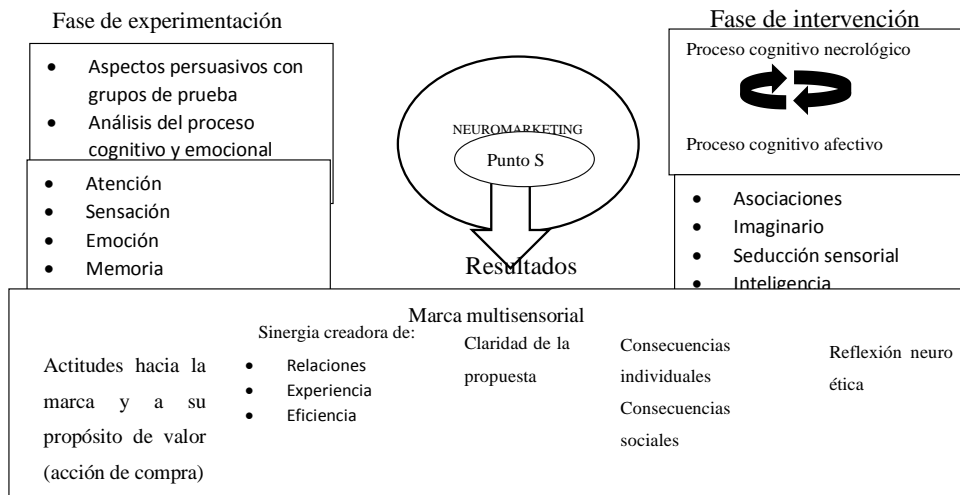 Fase de experimentación
• Aspectos persuasivos con
grupos de prueba
• Análisis del proceso
cognitivo y emocional
• Atención
• Sensación
• Emoción
• Memoria
NEUROMARKETING
Punto S
Fase de intervención
Proceso cognitivo necrológico
Proceso cognitivo afectivo
• Asociaciones
• Imaginario
• Seducción sensorial
• Inteligencia
Resultados
Marca multisensorial
Actitudes hacia la
marca y a su
propósito de valor
(acción de compra)
Sinergia creadora de:
• Relaciones
• Experiencia
• Eficiencia
Claridad de la
propuesta
Consecuencias
individuales
Consecuencias
sociales
Reflexión neuro
ética